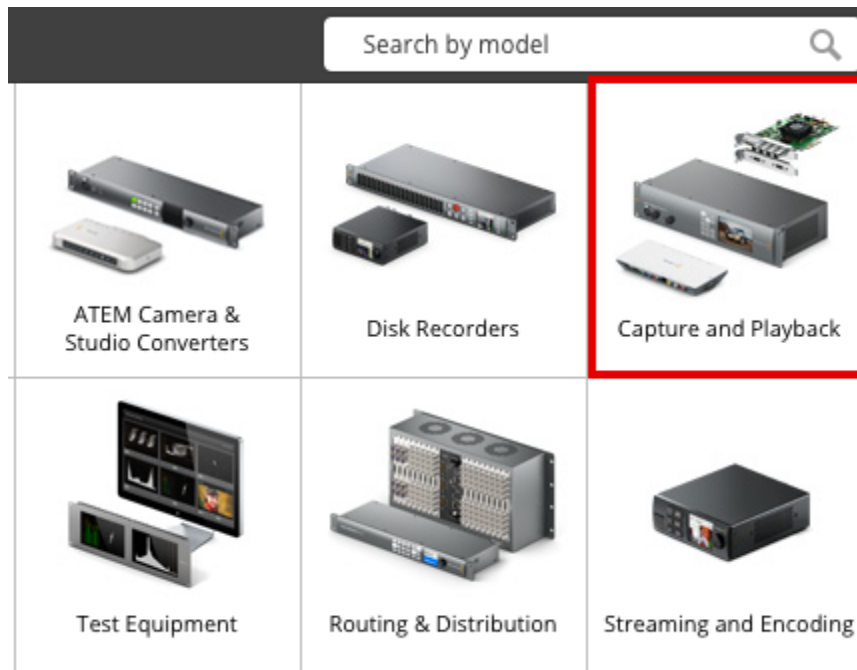 Search by model
ATEM Camera &
Studio Converters
Disk Recorders
Capture and Playback
Test Equipment
Routing & Distribution
Streaming and Encoding